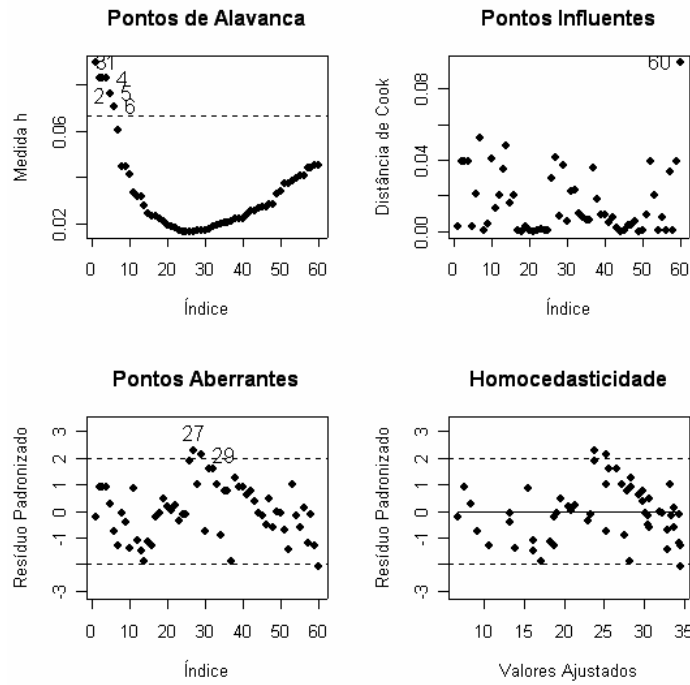 Pontos de Alavanca
Medida h
0.02
0.06
31
4
2
5
6
0 10 20 30 40 50 60
Índice
Pontos Influentes
Distância de Cook
0.00
0.04
0.08
60
0 10 20 30 40 50 60
Índice
Pontos Aberrantes
Resíduo Padronizado
-3
-1
0
1
2
3
27
29
0 10 20 30 40 50 60
Índice
Homocedasticidade
Resíduo Padronizado
-3
-1
0
1
2
3
10 15 20 25 30 35
Valores Ajustados